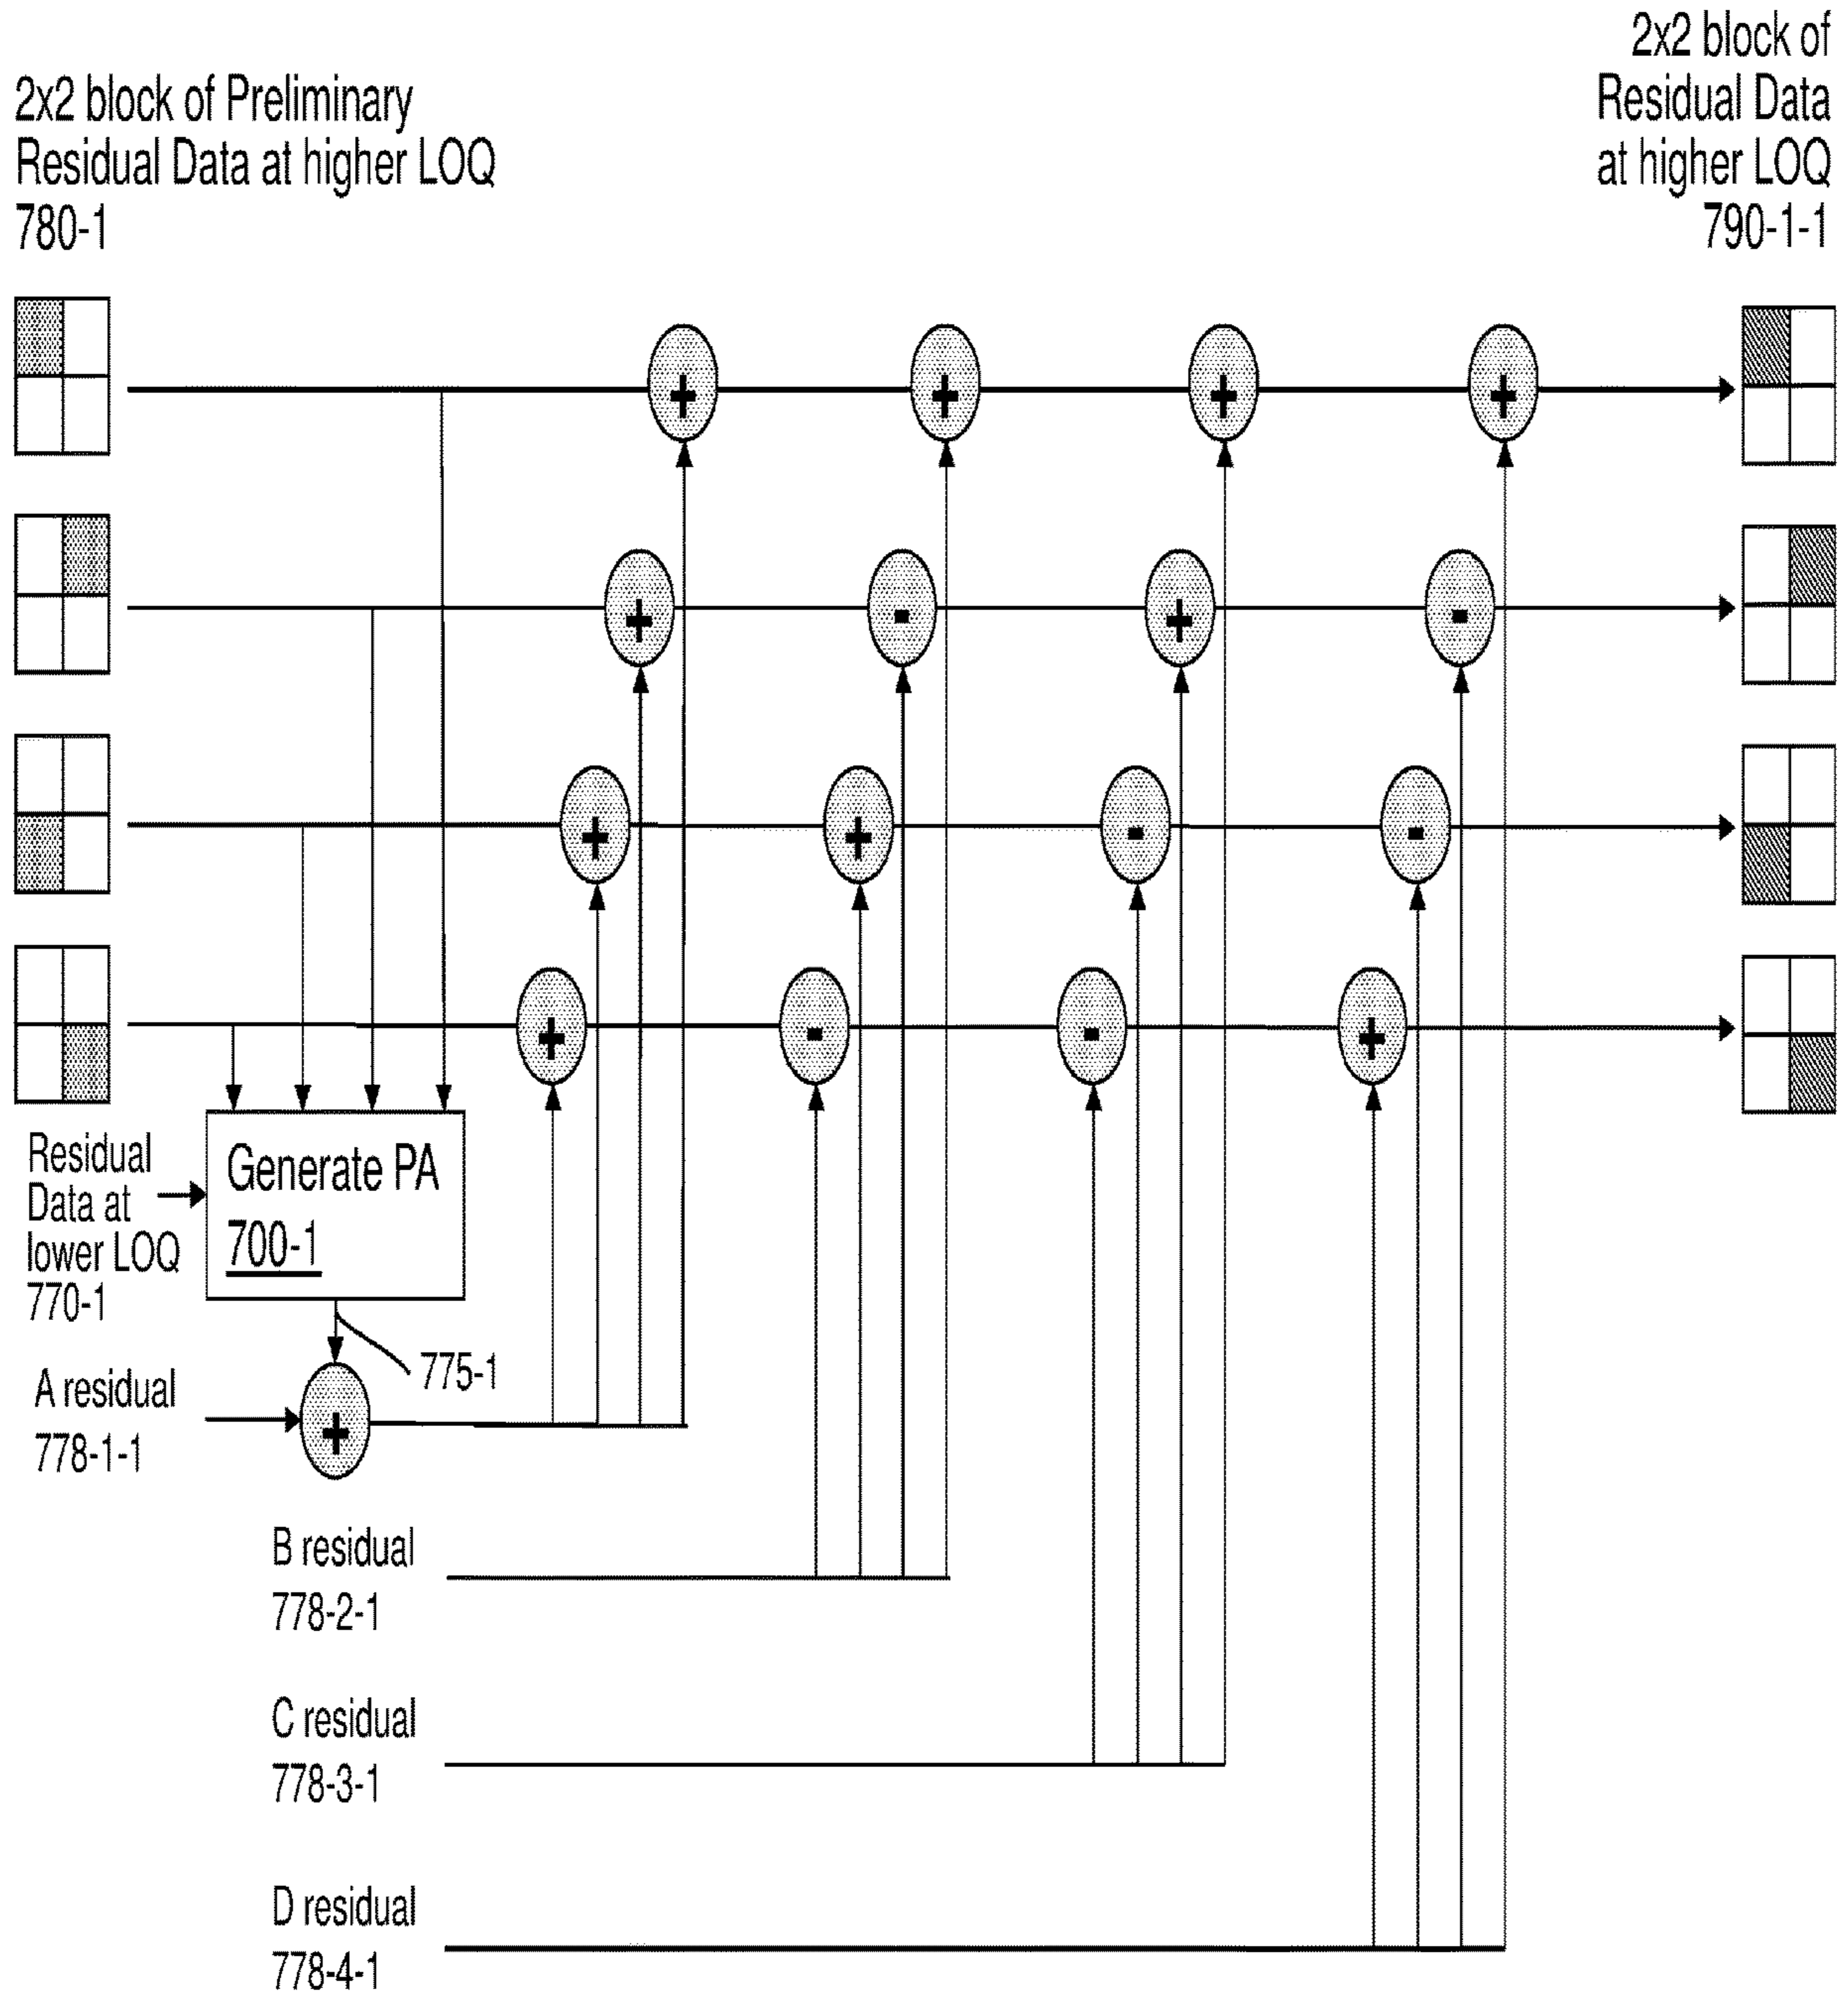 2x2 block of Preliminary
Residual Data at higher LOQ
780-1
2x2 block of
Residual Data
at higher LOQ
790-1-1
+ + + +
+ - + -
+ + - -
+ - - +
Residual
Data at
lower LOQ
770-1
Generate PA
700-1
775-1
A residual
778-1-1
+
B residual
778-2-1
C residual
778-3-1
D residual
778-4-1